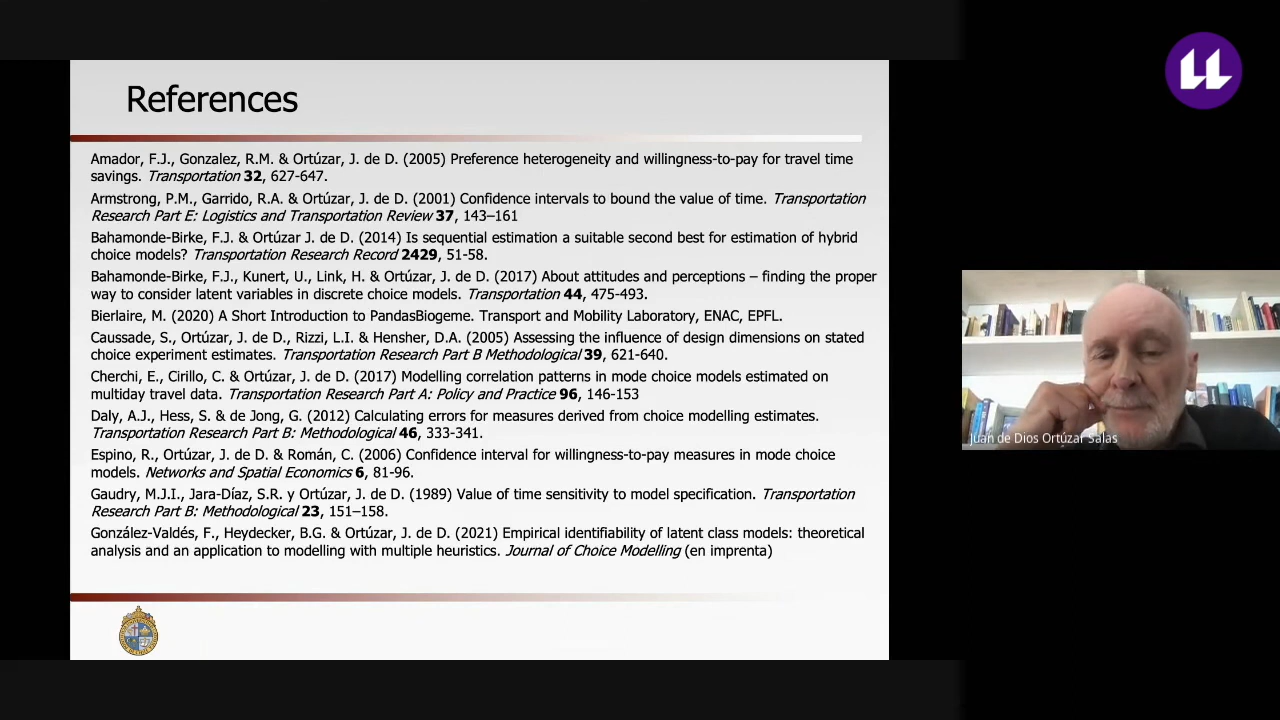 References
Amador, F.J., Gonzalez, R.M. & Ortúzar, J. de D. (2005) Preference heterogeneity and willingness-to-pay for travel time
savings. Transportation 32, 627-647.
Armstrong, P.M., Garrido, R.A. & Ortúzar, J. de D. (2001) Confidence intervals to bound the value of time. Transportation
Research Part E: Logistics and Transportation Review 37, 143–161
Bahamonde-Birke, F.J. & Ortúzar J. de D. (2014) Is sequential estimation a suitable second best for estimation of hybrid
choice models? Transportation Research Record 2429, 51-58.
Bahamonde-Birke, F.J., Kunert, U., Link, H. & Ortúzar, J. de D. (2017) About attitudes and perceptions – finding the proper
way to consider latent variables in discrete choice models. Transportation 44, 475-493.
Bierlaire, M. (2020) A Short Introduction to PandasBiogeme. Transport and Mobility Laboratory, ENAC, EPFL.
Caussade, S., Ortúzar, J. de D., Rizzi, L.I. & Hensher, D.A. (2005) Assessing the influence of design dimensions on stated
choice experiment estimates. Transportation Research Part B Methodological 39, 621-640.
Cherchi, E., Cirillo, C. & Ortúzar, J. de D. (2017) Modelling correlation patterns in mode choice models estimated on
multiday travel data. Transportation Research Part A: Policy and Practice 96, 146-153
Daly, A.J., Hess, S. & de Jong, G. (2012) Calculating errors for measures derived from choice modelling estimates.
Transportation Research Part B: Methodological 46, 333-341.
Espino, R., Ortúzar, J. de D. & Román, C. (2006) Confidence interval for willingness-to-pay measures in mode choice
models. Networks and Spatial Economics 6, 81-96.
Gaudry, M.J.I., Jara-Díaz, S.R. y Ortúzar, J. de D. (1989) Value of time sensitivity to model specification. Transportation
Research Part B: Methodological 23, 151–158.
González-Valdés, F., Heydecker, B.G. & Ortúzar, J. de D. (2021) Empirical identifiability of latent class models: theoretical
analysis and an application to modelling with multiple heuristics. Journal of Choice Modelling (en imprenta)
Juan de Dios Ortúzar Salas